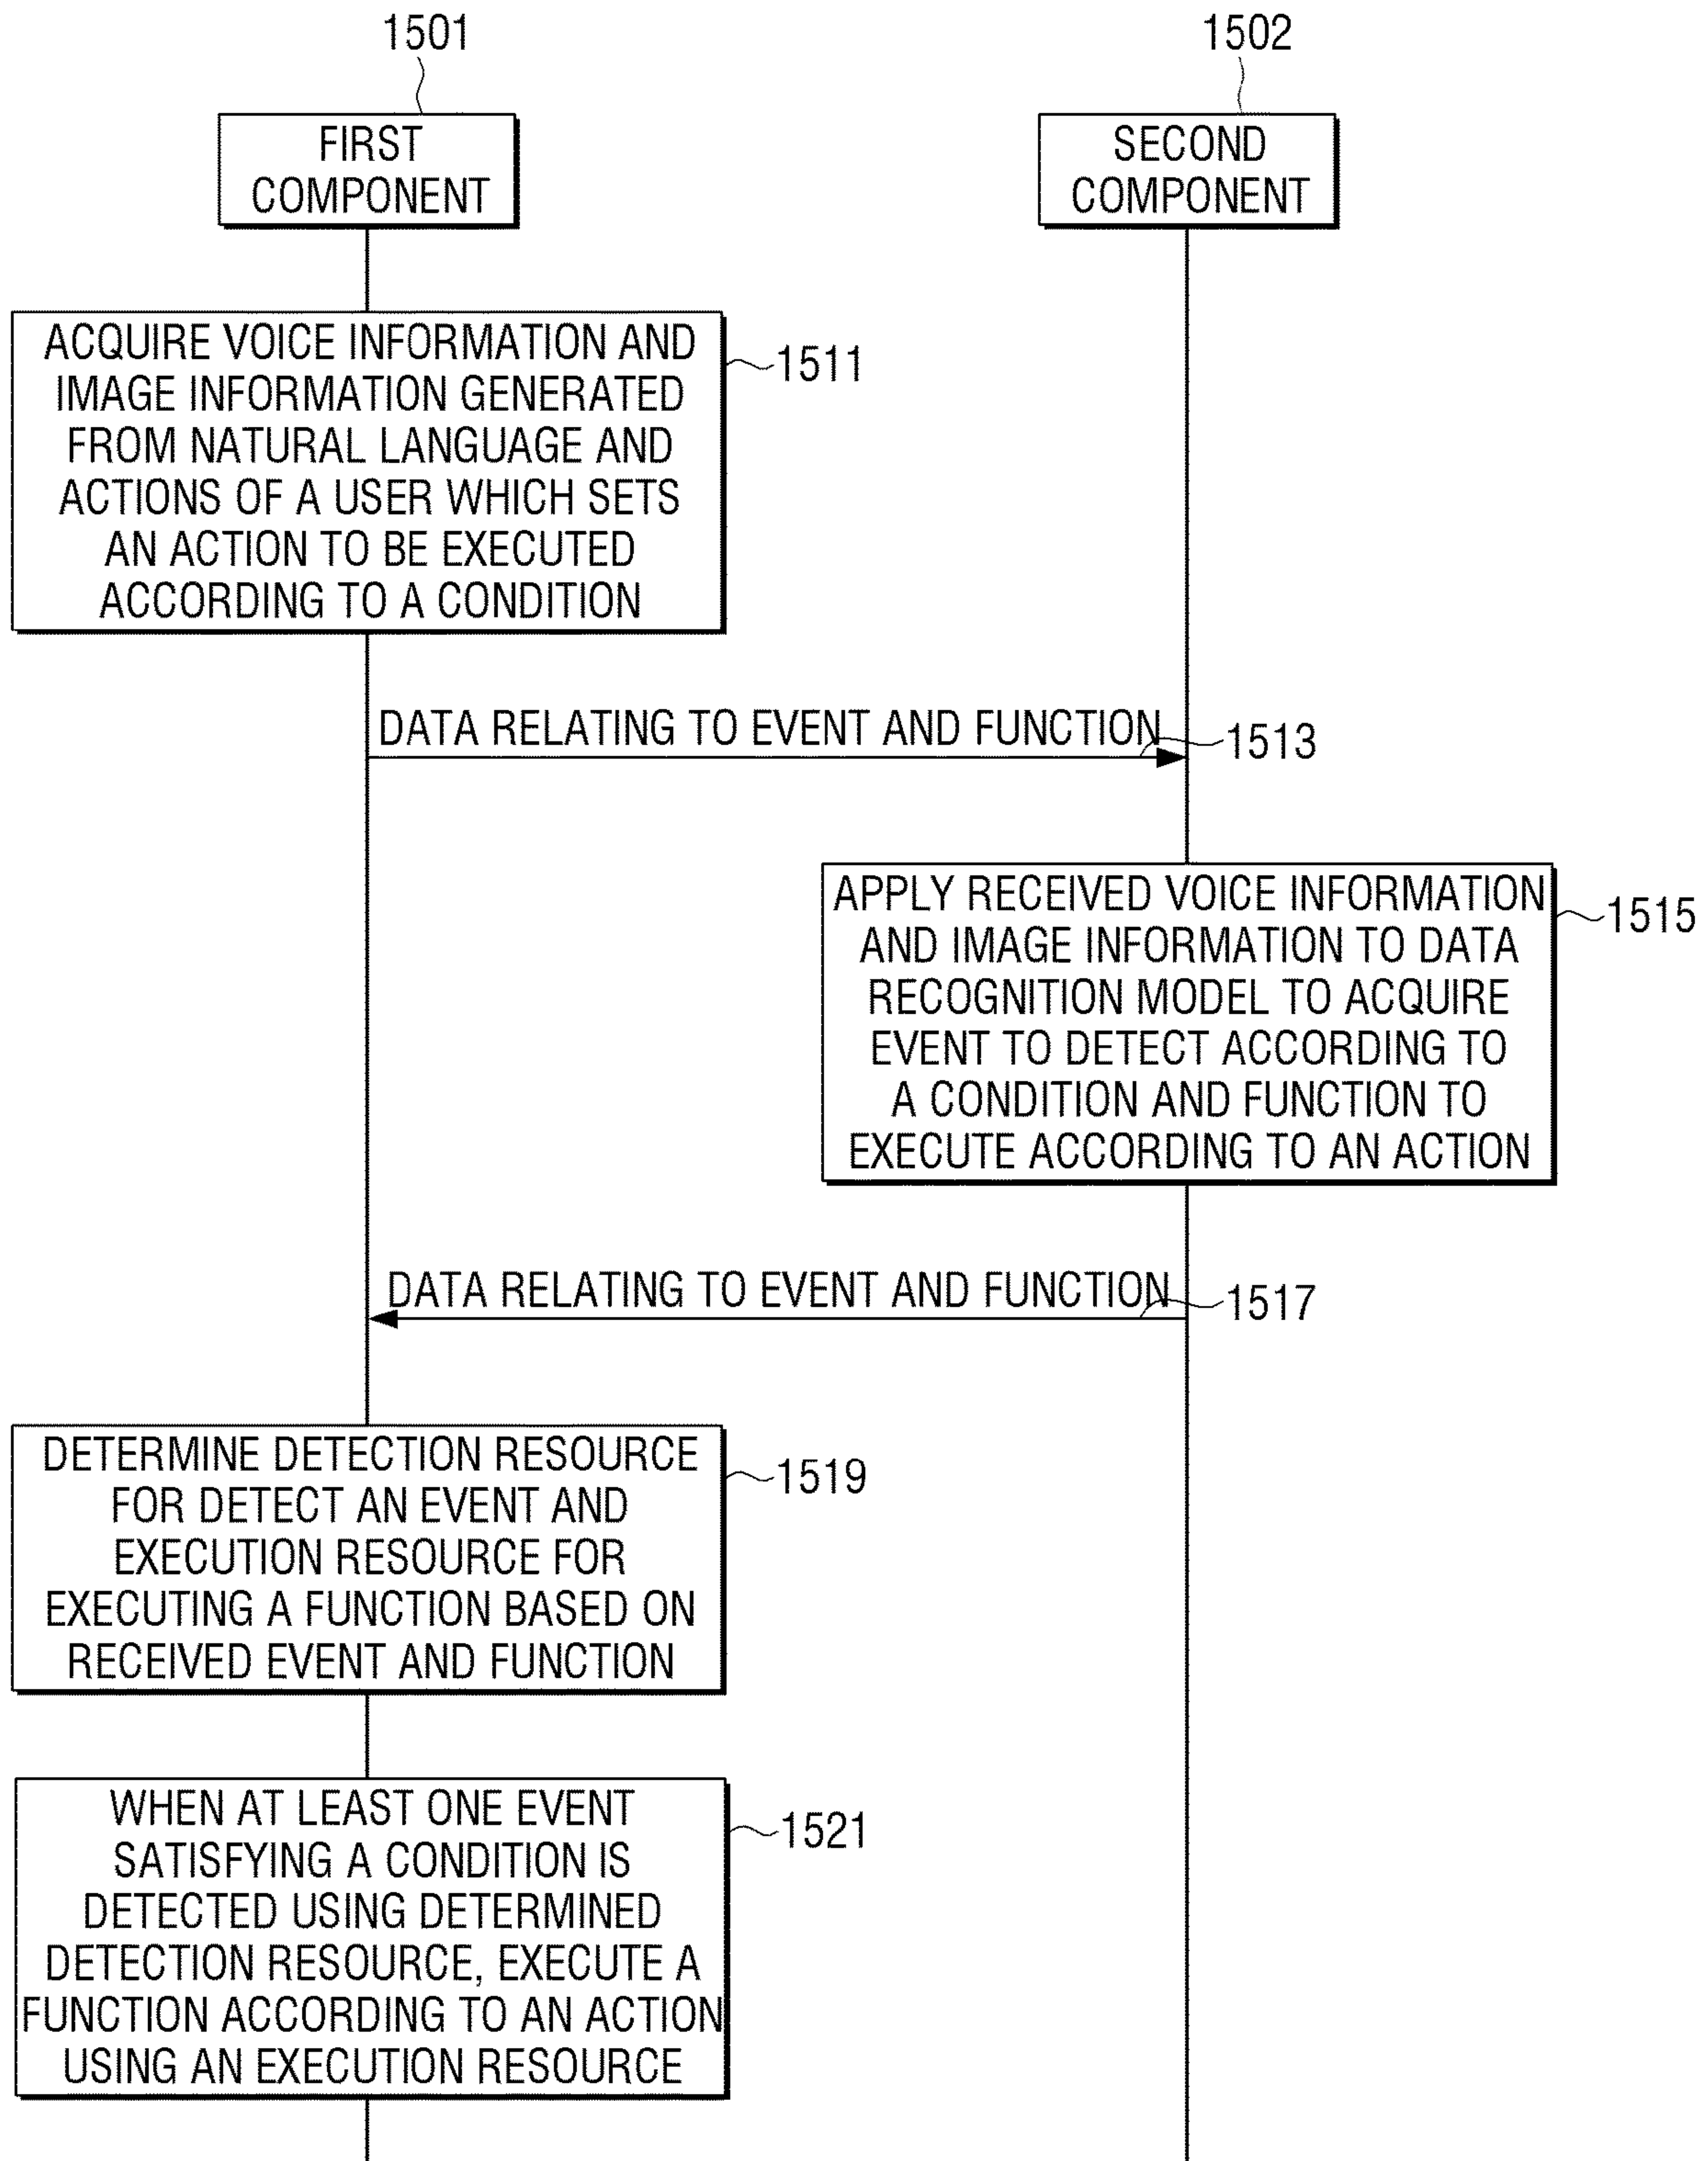 1501
1502
FIRST
COMPONENT
SECOND
COMPONENT
ACQUIRE VOICE INFORMATION AND
IMAGE INFORMATION GENERATED
FROM NATURAL LANGUAGE AND
ACTIONS OF A USER WHICH SETS
AN ACTION TO BE EXECUTED
ACCORDING TO A CONDITION
1511
DATA RELATING TO EVENT AND FUNCTION
1513
APPLY RECEIVED VOICE INFORMATION
AND IMAGE INFORMATION TO DATA
RECOGNITION MODEL TO ACQUIRE
EVENT TO DETECT ACCORDING TO
A CONDITION AND FUNCTION TO
EXECUTE ACCORDING TO AN ACTION
1515
DATA RELATING TO EVENT AND FUNCTION
1517
DETERMINE DETECTION RESOURCE
FOR DETECT AN EVENT AND
EXECUTION RESOURCE FOR
EXECUTING A FUNCTION BASED ON
RECEIVED EVENT AND FUNCTION
1519
WHEN AT LEAST ONE EVENT
SATISFYING A CONDITION IS
DETECTED USING DETERMINED
DETECTION RESOURCE, EXECUTE A
FUNCTION ACCORDING TO AN ACTION
USING AN EXECUTION RESOURCE
1521